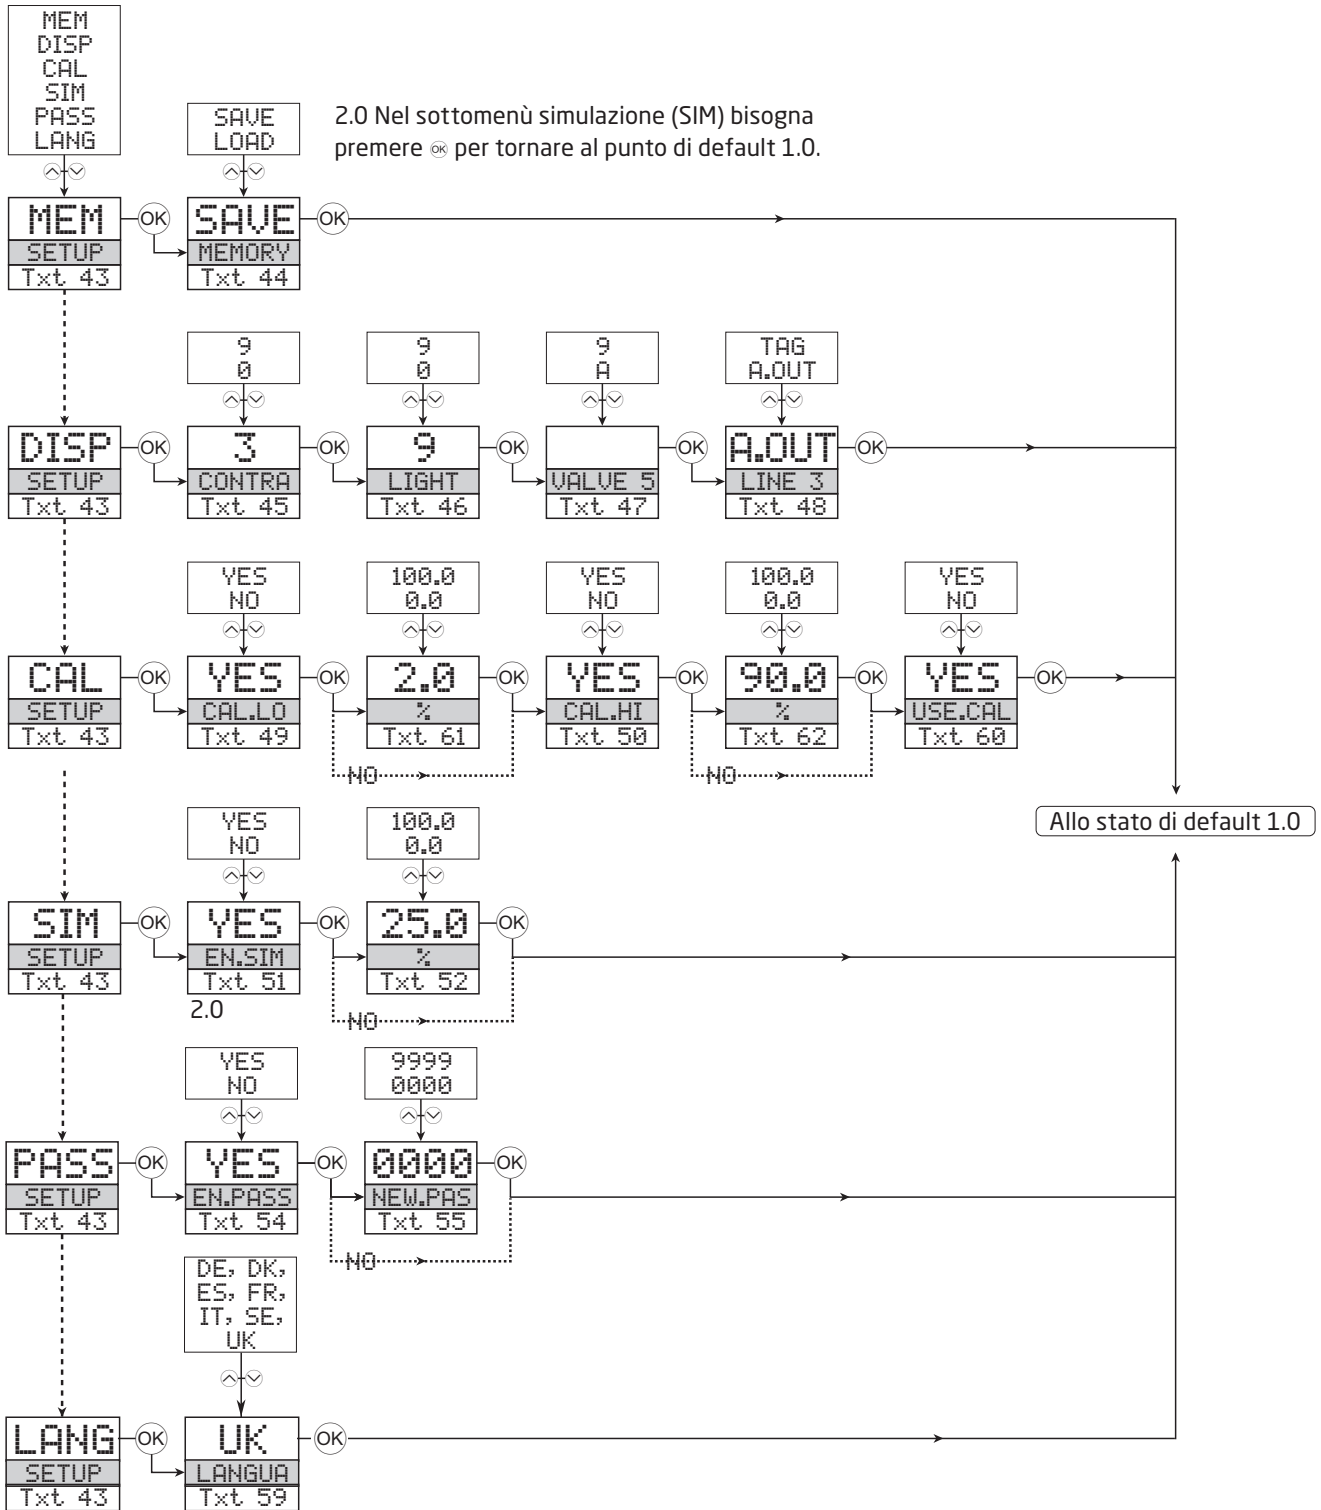 MEM
DISP
CAL
SIM
PASS
LANG
SAVE
LOAD
2.0 Nel sottomenù simulazione (SIM) bisogna
premere OK per tornare al punto di default 1.0.
MEM OK SAVE OK
SETUP MEMORY
Txt 43 Txt 44
9 9 9 TAG
0 0 A A.OUT
DISP OK 3 OK 9 OK OK A.OUT OK
SETUP CONTRA LIGHT VALVE 5 LINE 3
Txt 43 Txt 45 Txt 46 Txt 47 Txt 48
YES 100.0 YES 100.0 YES
NO 0.0 NO 0.0 NO
CAL OK YES OK 2.0 OK YES OK 90.0 OK YES OK
SETUP CAL.LO % CAL.HI % USE.CAL
Txt 43 Txt 49 Txt 61 Txt 50 Txt 62 Txt 60
NO NO
Allo stato di default 1.0
YES 100.0
NO 0.0
SIM OK YES OK 25.0 OK
SETUP EN.SIM %
Txt 43 Txt 51 Txt 52
2.0
NO
YES 9999
NO 0000
PASS OK YES OK 0000 OK
SETUP EN.PASS NEW.PAS
Txt 43 Txt 54 Txt 55
NO
DE, DK,
ES, FR,
IT, SE,
UK
LANG OK UK OK
SETUP LANGUA
Txt 43 Txt 59